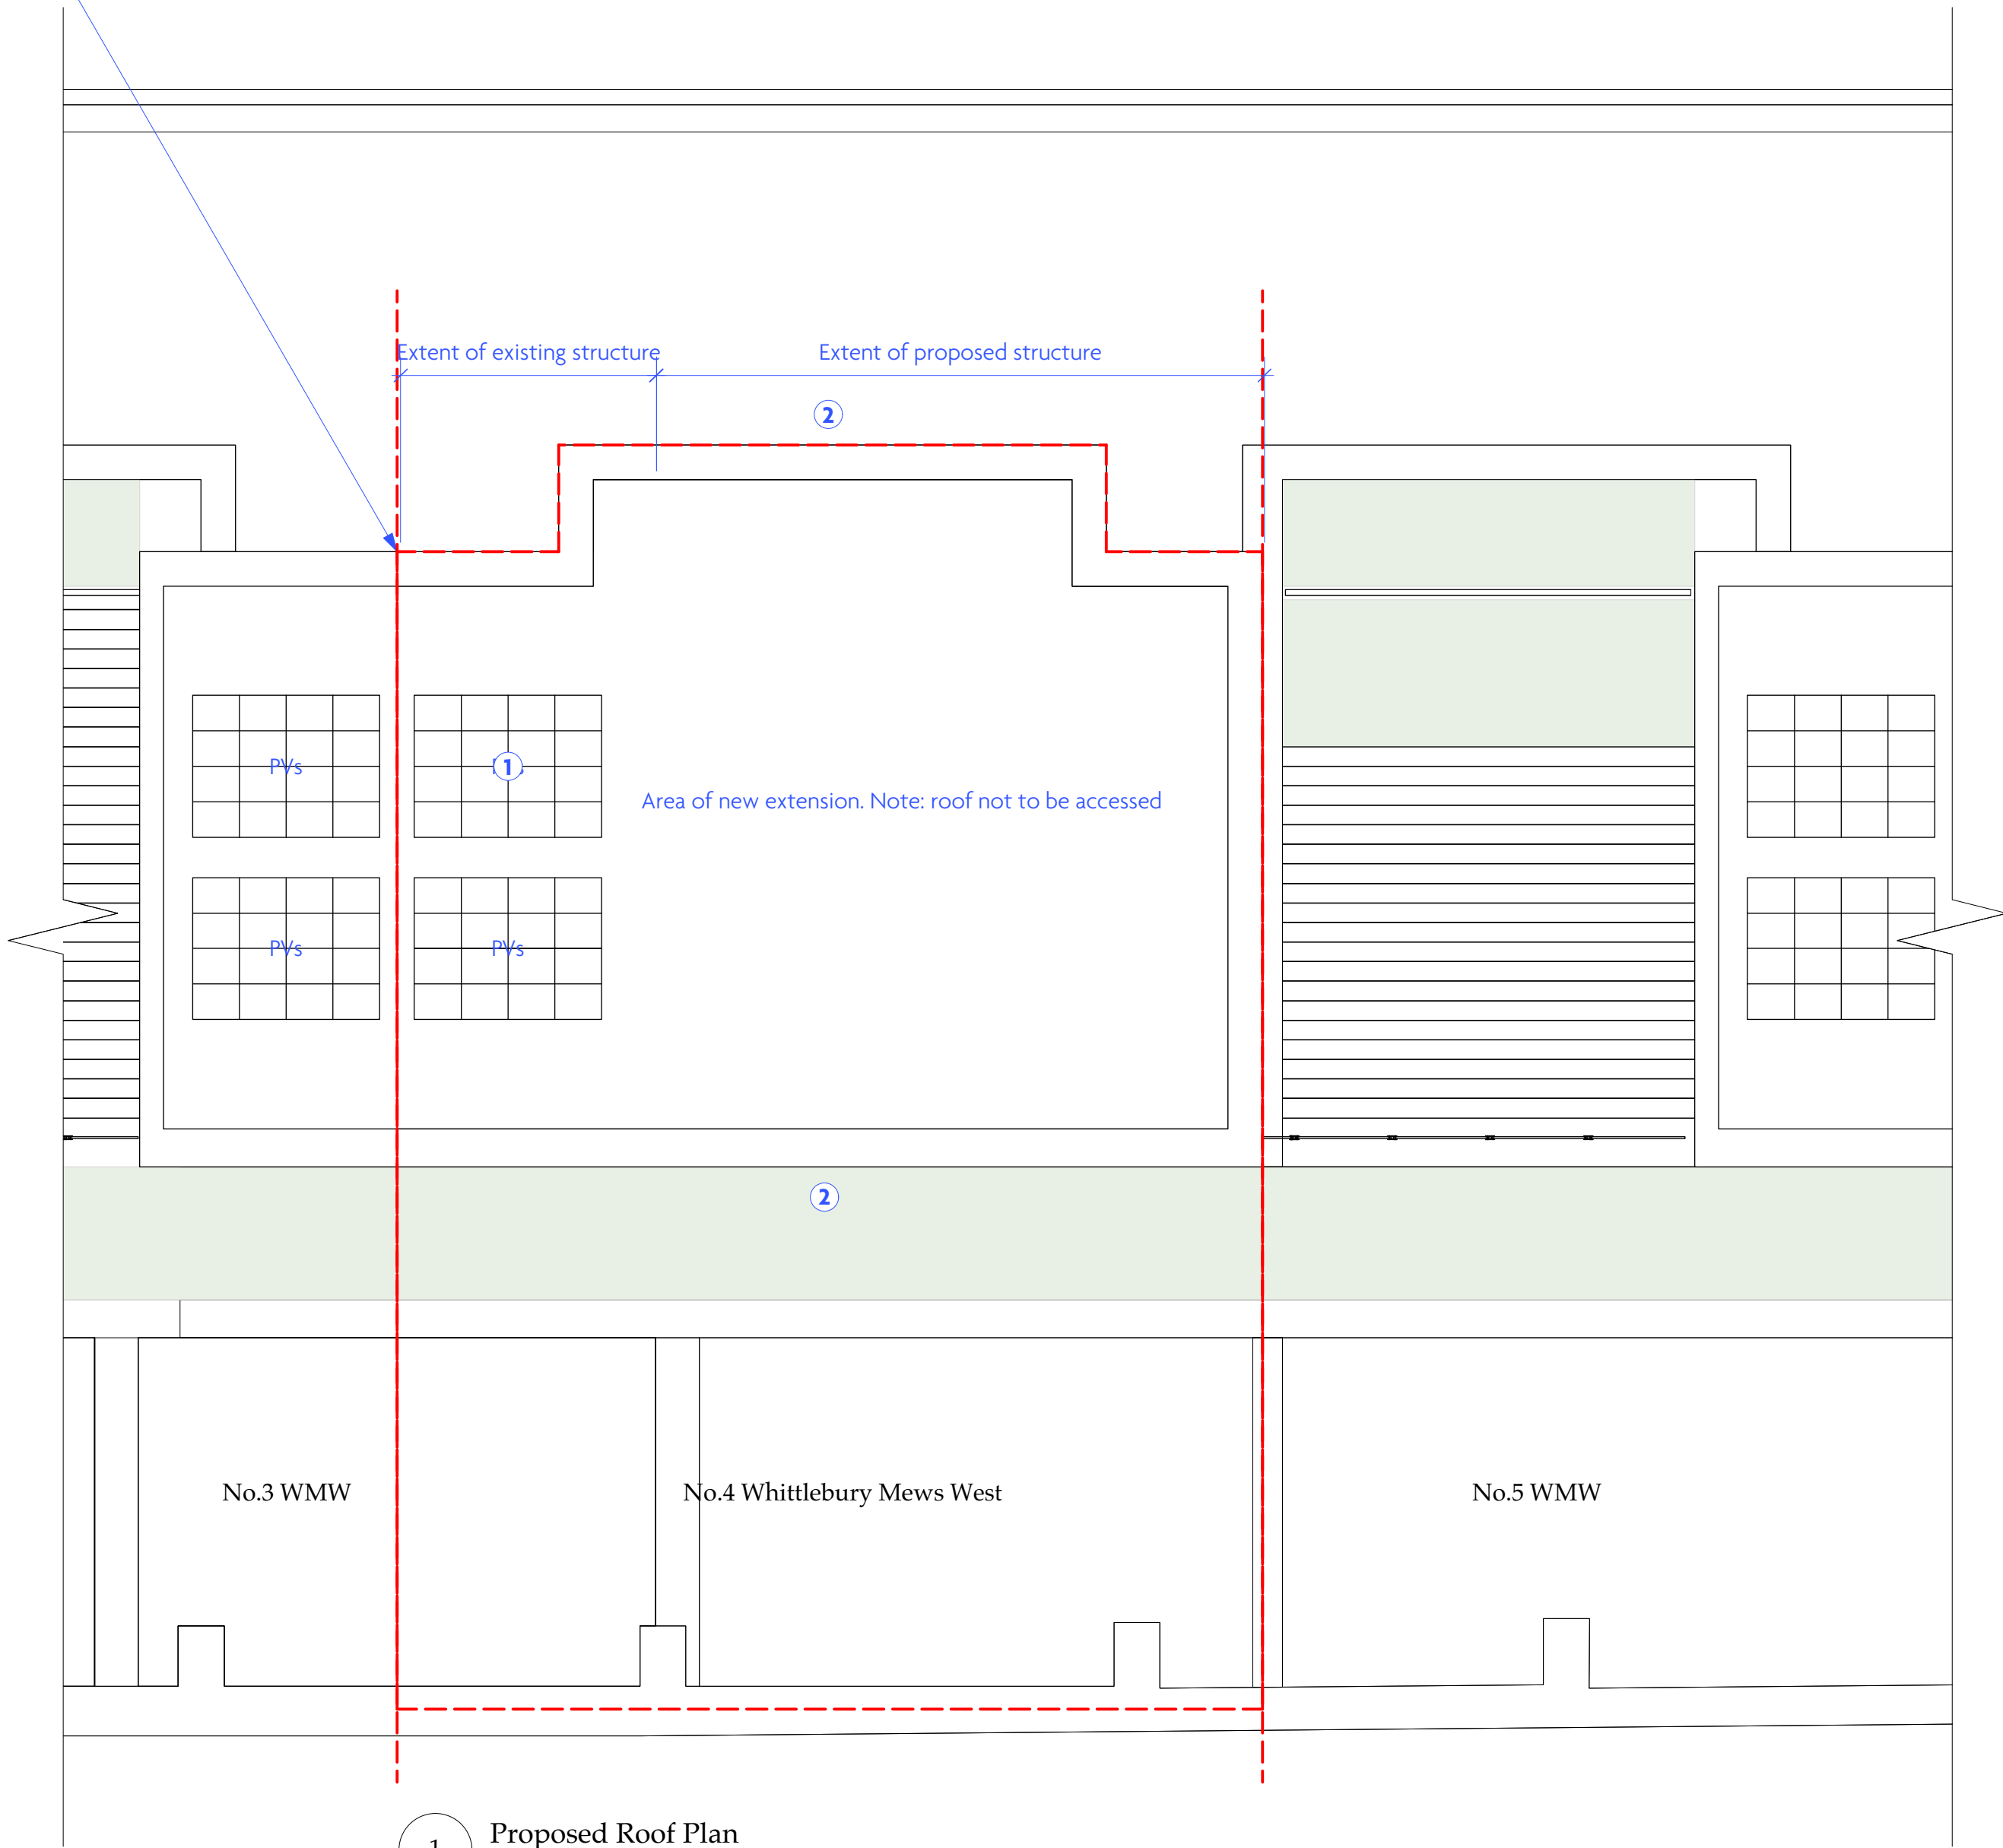 Extent of existing structure
Extent of proposed structure
2
PVs
1
Area of new extension. Note: roof not to be accessed
PVs
PVs
2
No.3 WMW
No.4 Whittlebury Mews West
No.5 WMW
1
Proposed Roof Plan